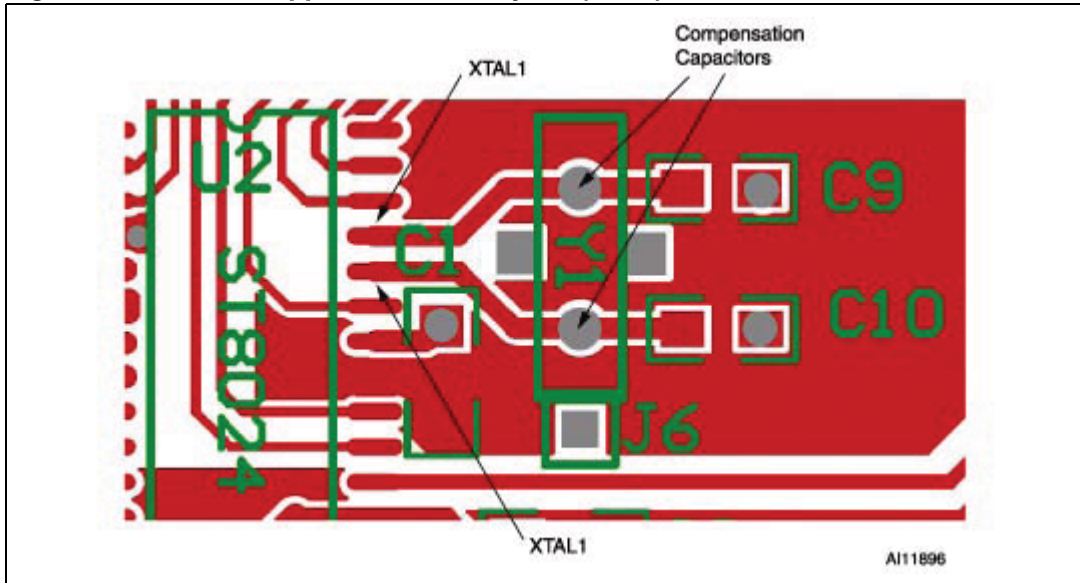 Compensation
Capacitors
XTAL1
U2
C9
C1
Y1
ST8024
C10
J6
XTAL1
AI11896